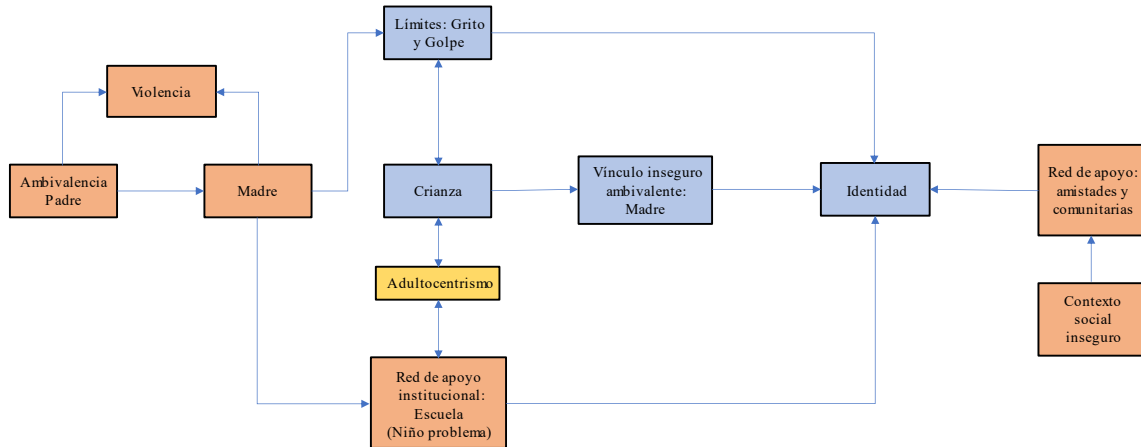 Límites: Grito
y Golpe
Violencia
Ambivalencia
Padre
Madre
Crianza
Vínculo inseguro
ambivalente:
Madre
Identidad
Red de apoyo:
amistades y
comunitarias
Adultocentrismo
Contexto
social
inseguro
Red de apoyo
institucional:
Escuela
(Niño problema)